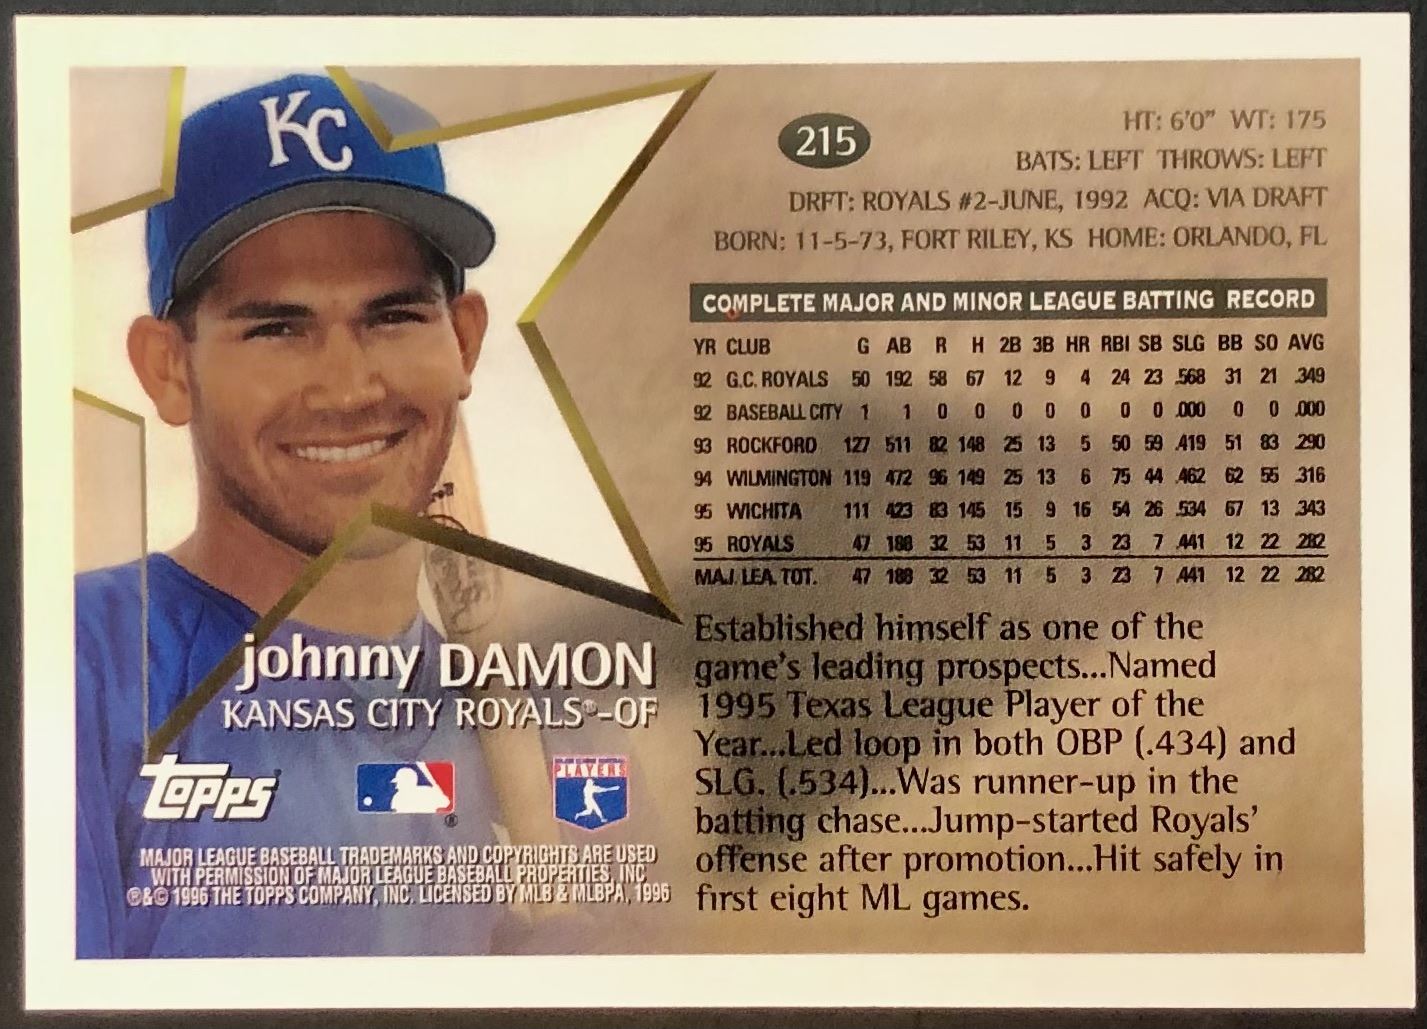 KC
215
HT: 6'0" WT: 175
BATS: LEFT THROWS: LEFT
DRFT: ROYALS #2-JUNE, 1992 ACQ: VIA DRAFT
BORN: 11-5-73, FORT RILEY, KS HOME: ORLANDO, FL
COMPLETE MAJOR AND MINOR LEAGUE BATTING RECORD
YR CLUB G AB R H 2B 3B HR RBI SB SLG BB SO AVG
92 G.C. ROYALS 50 192 58 67 12 9 4 24 23 .568 31 21 .349
92 BASEBALL CITY 1 1 0 0 0 0 0 0 0 .000 0 0 .000
93 ROCKFORD 127 511 82 148 25 13 5 50 59 .419 51 83 .290
94 WILMINGTON 119 472 96 149 25 13 6 75 44 .462 62 55 .316
95 WICHITA 111 423 83 145 15 9 16 54 26 .534 67 13 .343
95 ROYALS 47 188 32 53 11 5 3 23 7 .441 12 22 .282
MAJ. LEA. TOT. 47 188 32 53 11 5 3 23 7 .441 12 22 .282
Established himself as one of the
game's leading prospects...Named
1995 Texas League Player of the
Year...Led loop in both OBP (.434) and
SLG. (.534)...Was runner-up in the
batting chase...Jump-started Royals'
offense after promotion...Hit safely in
first eight ML games.
johnny DAMON
KANSAS CITY ROYALS®-OF
Topps
PLAYERS
MAJOR LEAGUE BASEBALL TRADEMARKS AND COPYRIGHTS ARE USED
WITH PERMISSION OF MAJOR LEAGUE BASEBALL PROPERTIES, INC
®&© 1996 THE TOPPS COMPANY, INC. LICENSED BY MLB & MLBPA, 1996